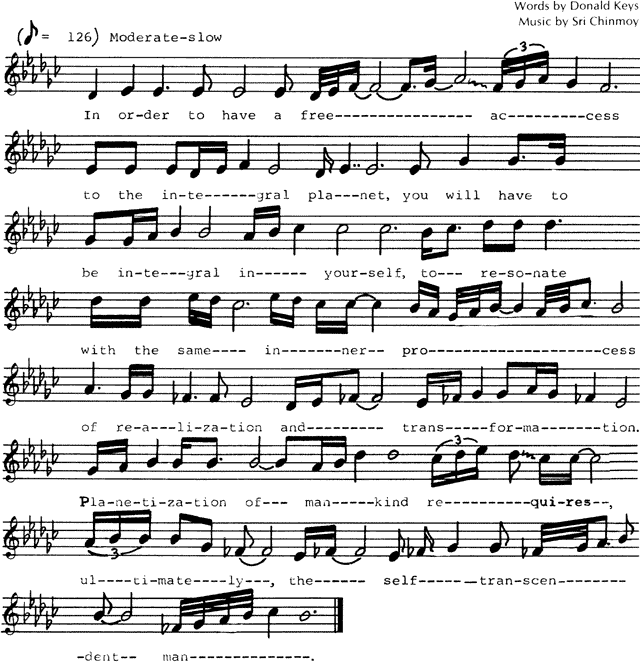 Words by Donald Keys
Music by Sri Chinmoy
(♪= 126) Moderate-slow
3
In or-der to have a free--------------- ac---------cess
to the in-te------gral pla--net, you will have to
be in-te---gral in------ your-self, to--- re-so-nate
with the same---- in------ner-- pro------------------cess
of re-a--li-za-tion and--------- trans----for-ma------tion.
3
Pla-ne-ti-za-tion of--- man----kind re----------qui-res--,
3
ul----ti-mate----ly---, the------ self-------tran-scen---------
-dent-- man--------------.